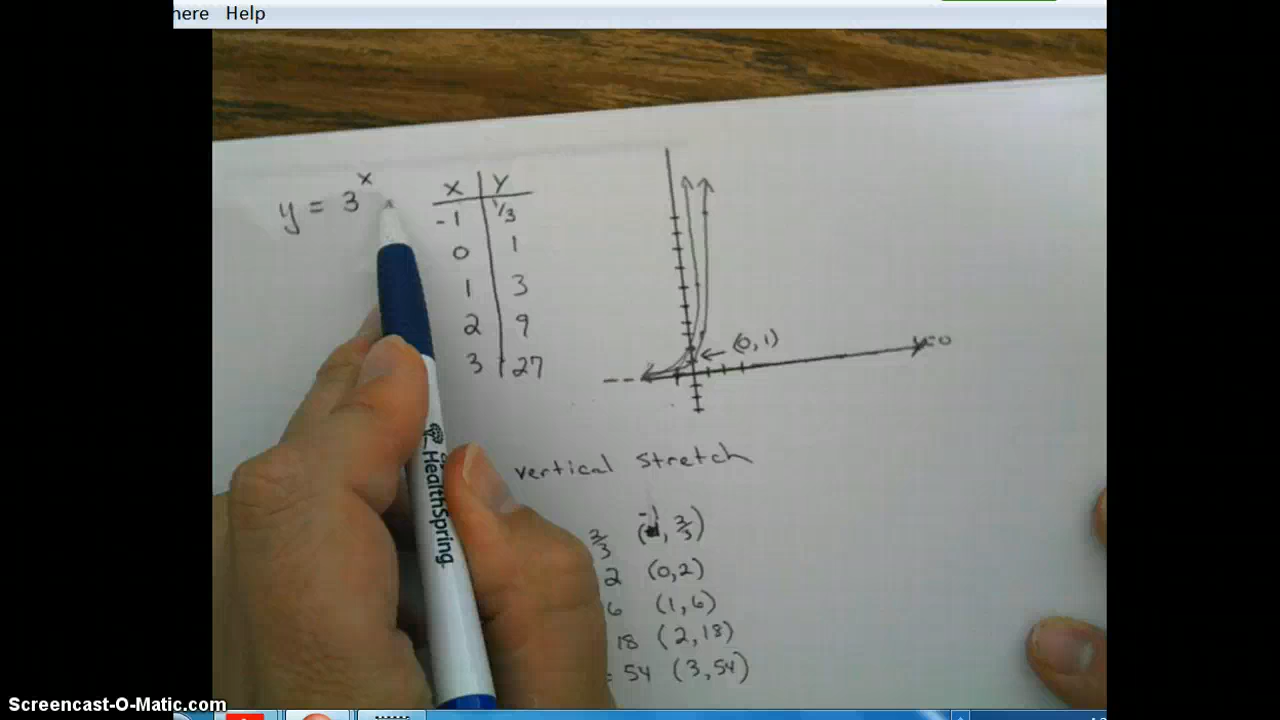 here Help
y = 3^x
x y
-1 1/3
0 1
1 3
2 9
3 27
(0,1)
y=0
HealthSpring
vertical stretch
2/3 (-1, 2/3)
2 (0,2)
6 (1,6)
18 (2,18)
= 54 (3,54)
Screencast-O-Matic.com